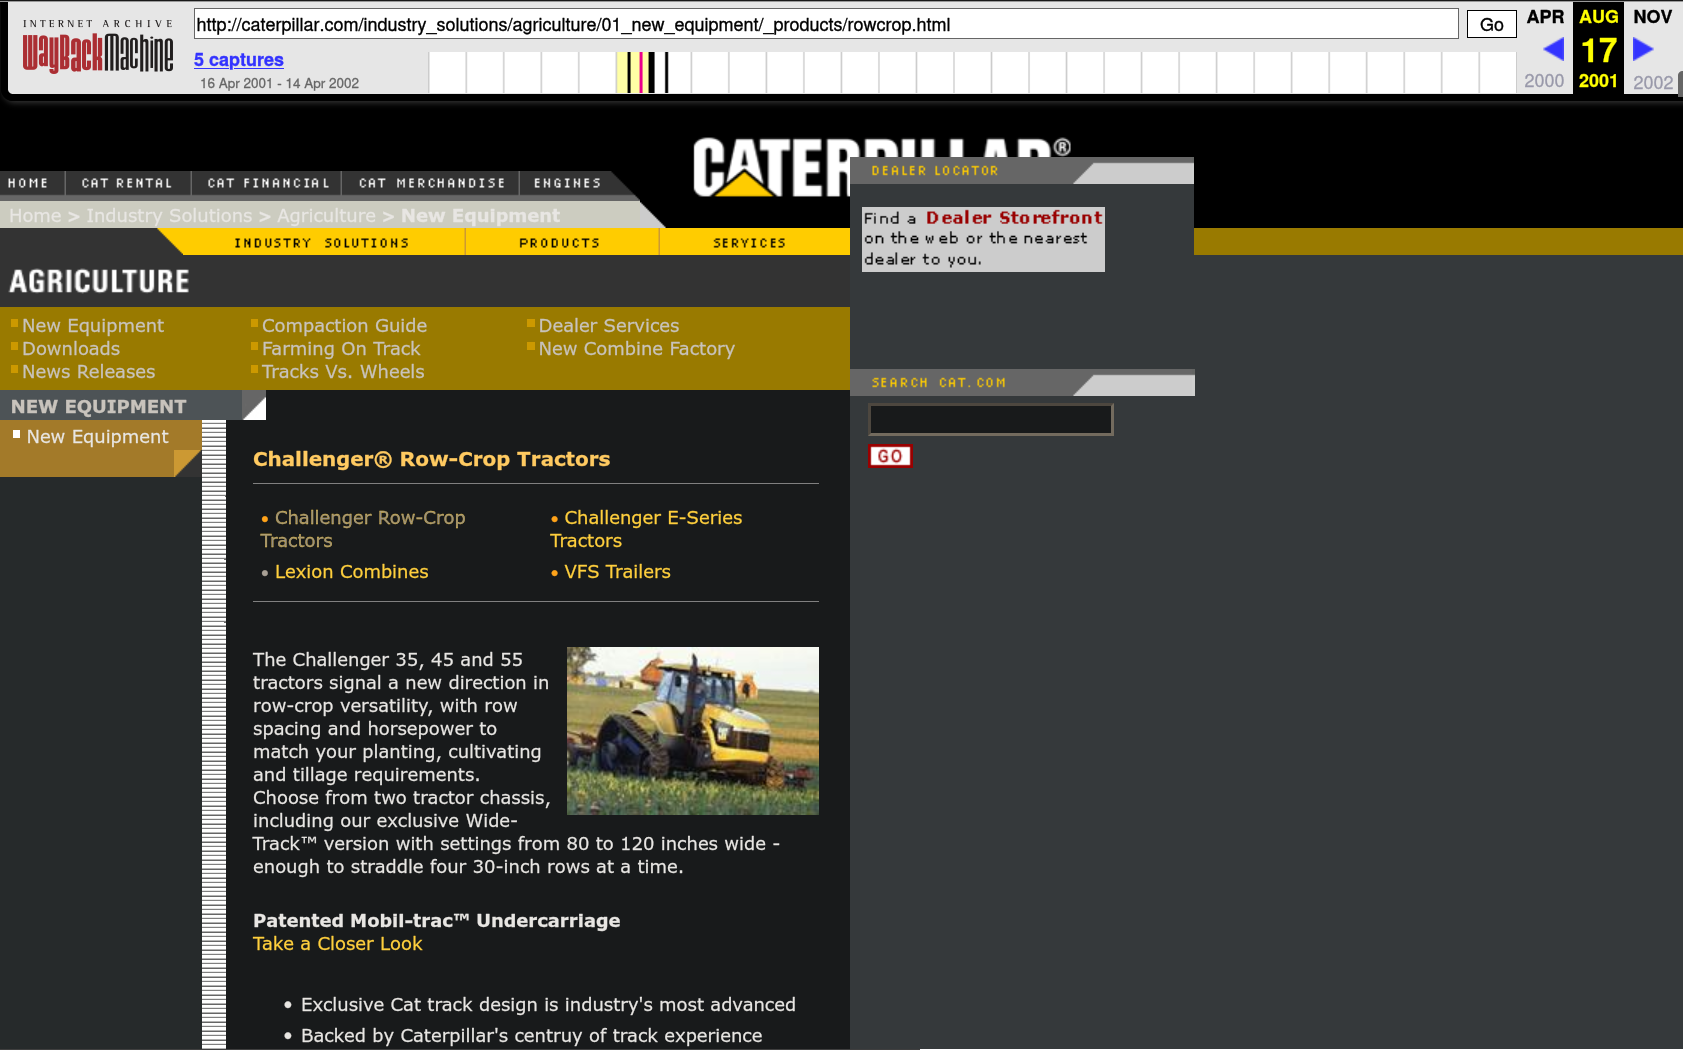 INTERNET ARCHIVE
WayBackMachine
http://caterpillar.com/industry_solutions/agriculture/01_new_equipment/_products/rowcrop.html
Go
APR AUG NOV
5 captures
17
16 Apr 2001 - 14 Apr 2002
2000 2001 2002
CATERPILLAR®
DEALER LOCATOR
HOME CAT RENTAL CAT FINANCIAL CAT MERCHANDISE ENGINES
Home > Industry Solutions > Agriculture > New Equipment
Find a Dealer Storefront
on the web or the nearest
dealer to you.
INDUSTRY SOLUTIONS PRODUCTS SERVICES
AGRICULTURE
New Equipment Compaction Guide Dealer Services
Downloads Farming On Track New Combine Factory
News Releases Tracks Vs. Wheels
SEARCH CAT.COM
GO
NEW EQUIPMENT
New Equipment
Challenger® Row-Crop Tractors
• Challenger Row-Crop
Tractors
• Challenger E-Series
Tractors
• Lexion Combines
• VFS Trailers
The Challenger 35, 45 and 55
tractors signal a new direction in
row-crop versatility, with row
spacing and horsepower to
match your planting, cultivating
and tillage requirements.
Choose from two tractor chassis,
including our exclusive Wide-
Track™ version with settings from 80 to 120 inches wide -
enough to straddle four 30-inch rows at a time.
CAT
Patented Mobil-trac™ Undercarriage
Take a Closer Look
• Exclusive Cat track design is industry's most advanced
• Backed by Caterpillar's centruy of track experience